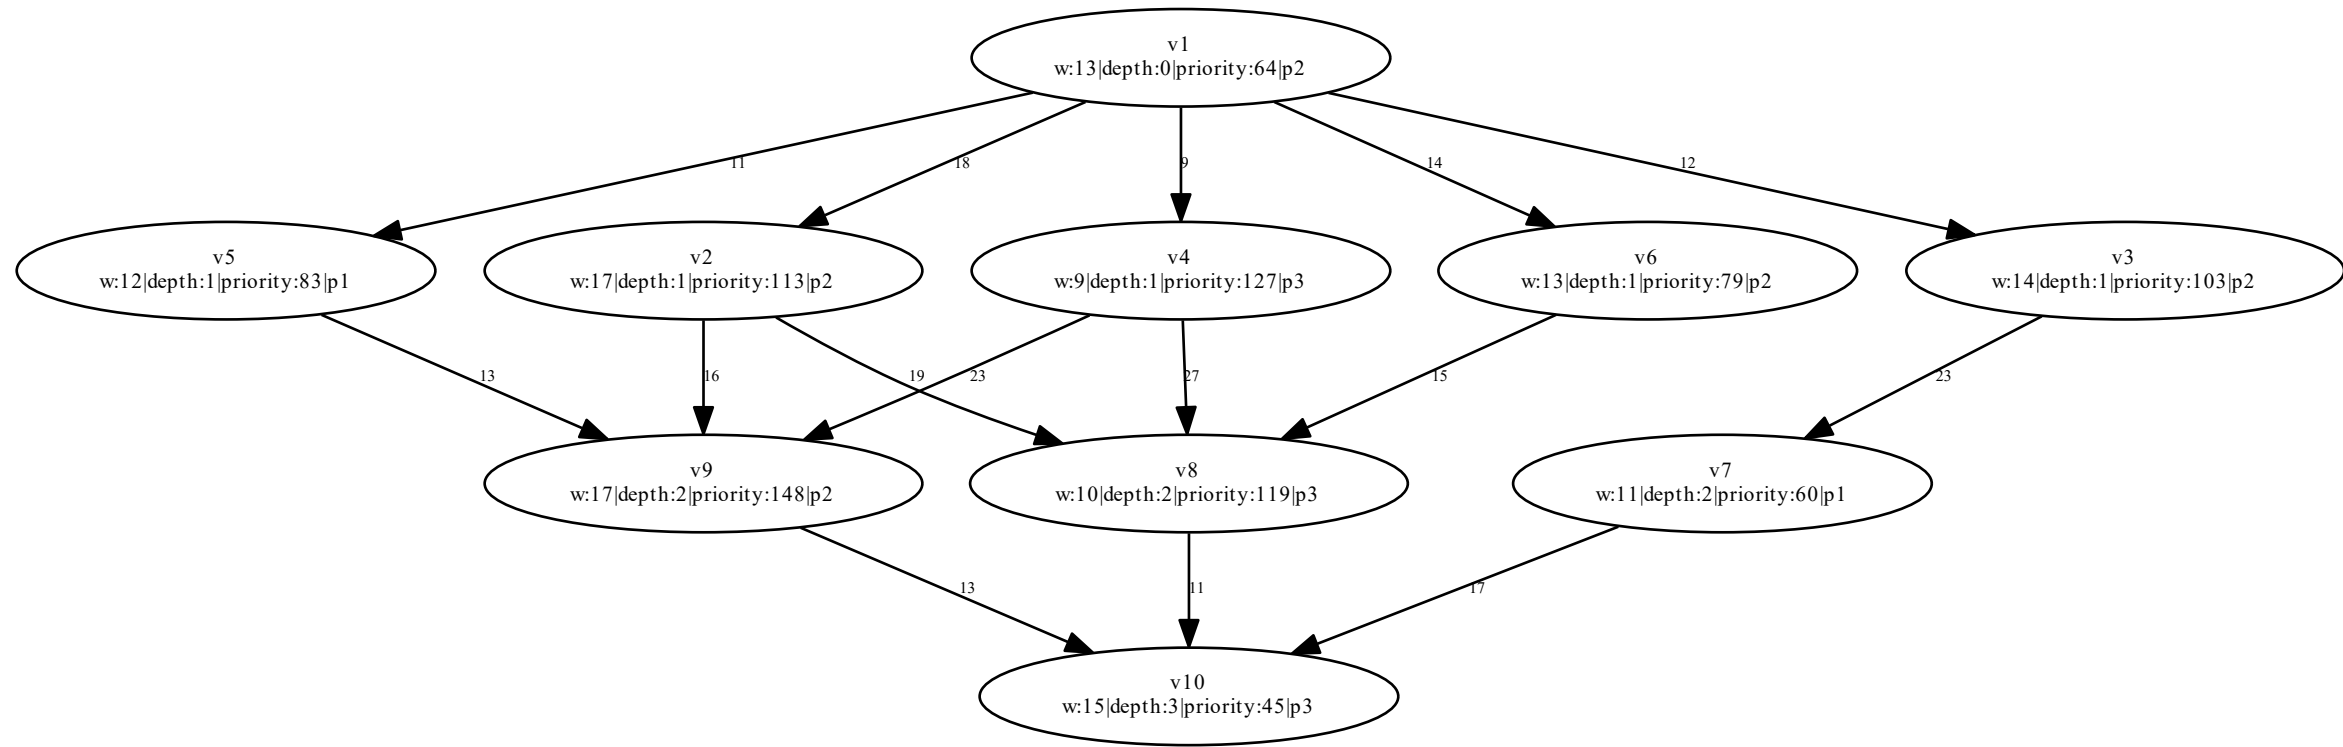 v1
w:13|depth:0|priority:64|p2
11
18
9
14
12
v5
w:12|depth:1|priority:83|p1
v2
w:17|depth:1|priority:113|p2
v4
w:9|depth:1|priority:127|p3
v6
w:13|depth:1|priority:79|p2
v3
w:14|depth:1|priority:103|p2
13
16
19
23
27
15
23
v9
w:17|depth:2|priority:148|p2
v8
w:10|depth:2|priority:119|p3
v7
w:11|depth:2|priority:60|p1
13
11
17
v10
w:15|depth:3|priority:45|p3